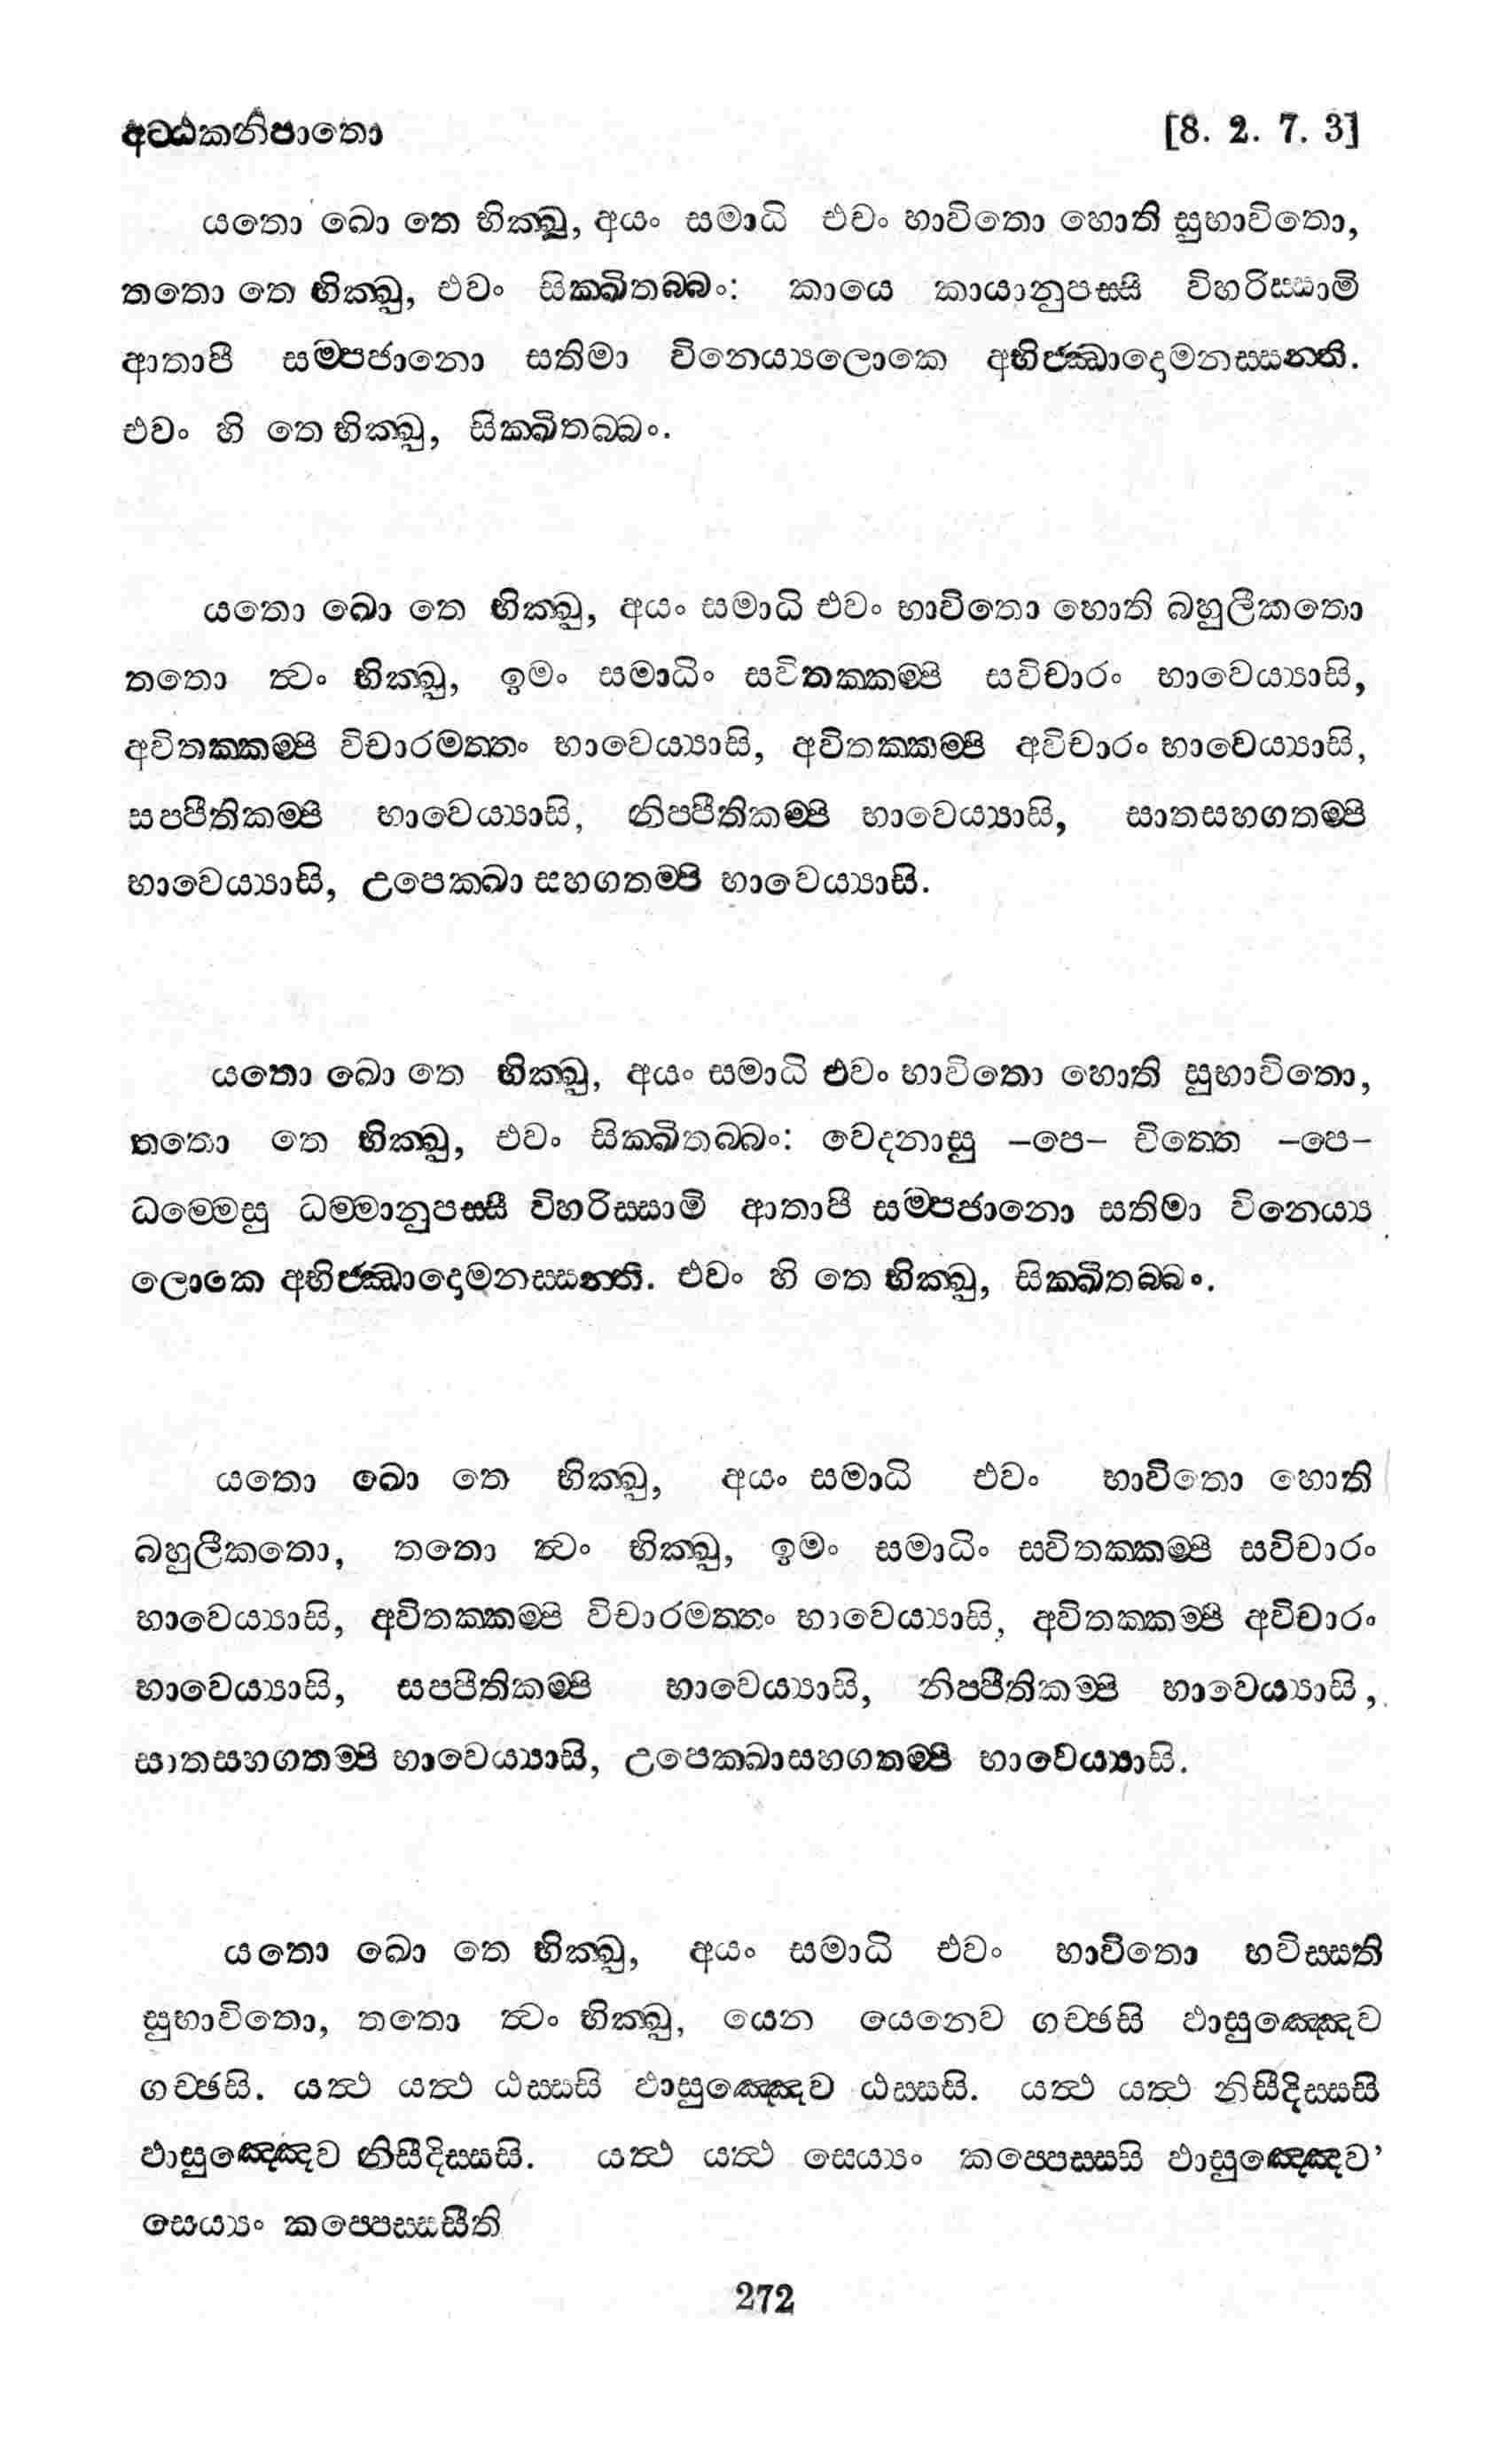 අට්ඨකනිපාතො [8. 2. 7. 3]
යතො ඛො තෙ භික්ඛු, අයං සමාධි එවං භාවිතො හොති සුභාවිතො,
තතො තෙ භික්ඛු, එවං සික්ඛිතබ්බං: කායෙ කායානුපස්සී විහරිස්සාමි
ආතාපී සම්පජානො සතිමා විනෙය්‍යලොකෙ අභිජ්ඣාදොමනස්සන්ති.
එවං හි තෙ භික්ඛු, සික්ඛිතබ්බං.
යතො ඛො තෙ භික්ඛු, අයං සමාධි එවං භාවිතො හොති බහුලීකතො
තතො ත්‍වං භික්ඛු, ඉමං සමාධිං සවිතක්කම්පි සවිචාරං භාවෙය්‍යාසි,
අවිතක්කම්පි විචාරමත්තං භාවෙය්‍යාසි, අවිතක්කම්පි අවිචාරං භාවෙය්‍යාසි,
සප්පීතිකම්පි භාවෙය්‍යාසි, නිප්පීතිකම්පි භාවෙය්‍යාසි, සාතසහගතම්පි
භාවෙය්‍යාසි, උපෙක්ඛා සහගතම්පි භාවෙය්‍යාසි.
යතො ඛො තෙ භික්ඛු, අයං සමාධි එවං භාවිතො හොති සුභාවිතො,
තතො තෙ භික්ඛු, එවං සික්ඛිතබ්බං: වෙදනාසු –පෙ– චිත්තෙ –පෙ–
ධම්මෙසු ධම්මානුපස්සී විහරිස්සාමි ආතාපී සම්පජානො සතිමා විනෙය්‍ය
ලොකෙ අභිජ්ඣාදොමනස්සන්ති. එවං හි තෙ භික්ඛු, සික්ඛිතබ්බං.
යතො ඛො තෙ භික්ඛු, අයං සමාධි එවං භාවිතො හොති
බහුලීකතො, තතො ත්‍වං භික්ඛු, ඉමං සමාධිං සවිතක්කම්පි සවිචාරං
භාවෙය්‍යාසි, අවිතක්කම්පි විචාරමත්තං භාවෙය්‍යාසි, අවිතක්කම්පි අවිචාරං
භාවෙය්‍යාසි, සප්පීතිකම්පි භාවෙය්‍යාසි, නිප්පීතිකම්පි භාවෙය්‍යාසි,
සාතසහගතම්පි භාවෙය්‍යාසි, උපෙක්ඛාසහගතම්පි භාවෙය්‍යාසි.
යතො ඛො තෙ භික්ඛු, අයං සමාධි එවං භාවිතො භවිස්සති
සුභාවිතො, තතො ත්‍වං භික්ඛු, යෙන යෙනෙව ගච්ඡසි ඵාසුඤ්ඤෙව
ගච්ඡසි. යත්‍ථ යත්‍ථ ඨස්සසි ඵාසුඤ්ඤෙව ඨස්සසි. යත්‍ථ යත්‍ථ නිසීදිස්සසි
ඵාසුඤ්ඤෙව නිසීදිස්සසි. යත්‍ථ යත්‍ථ සෙය්‍යං කප්පෙස්සසි ඵාසුඤ්ඤෙව’
සෙය්‍යං කප්පෙස්සසීති
272